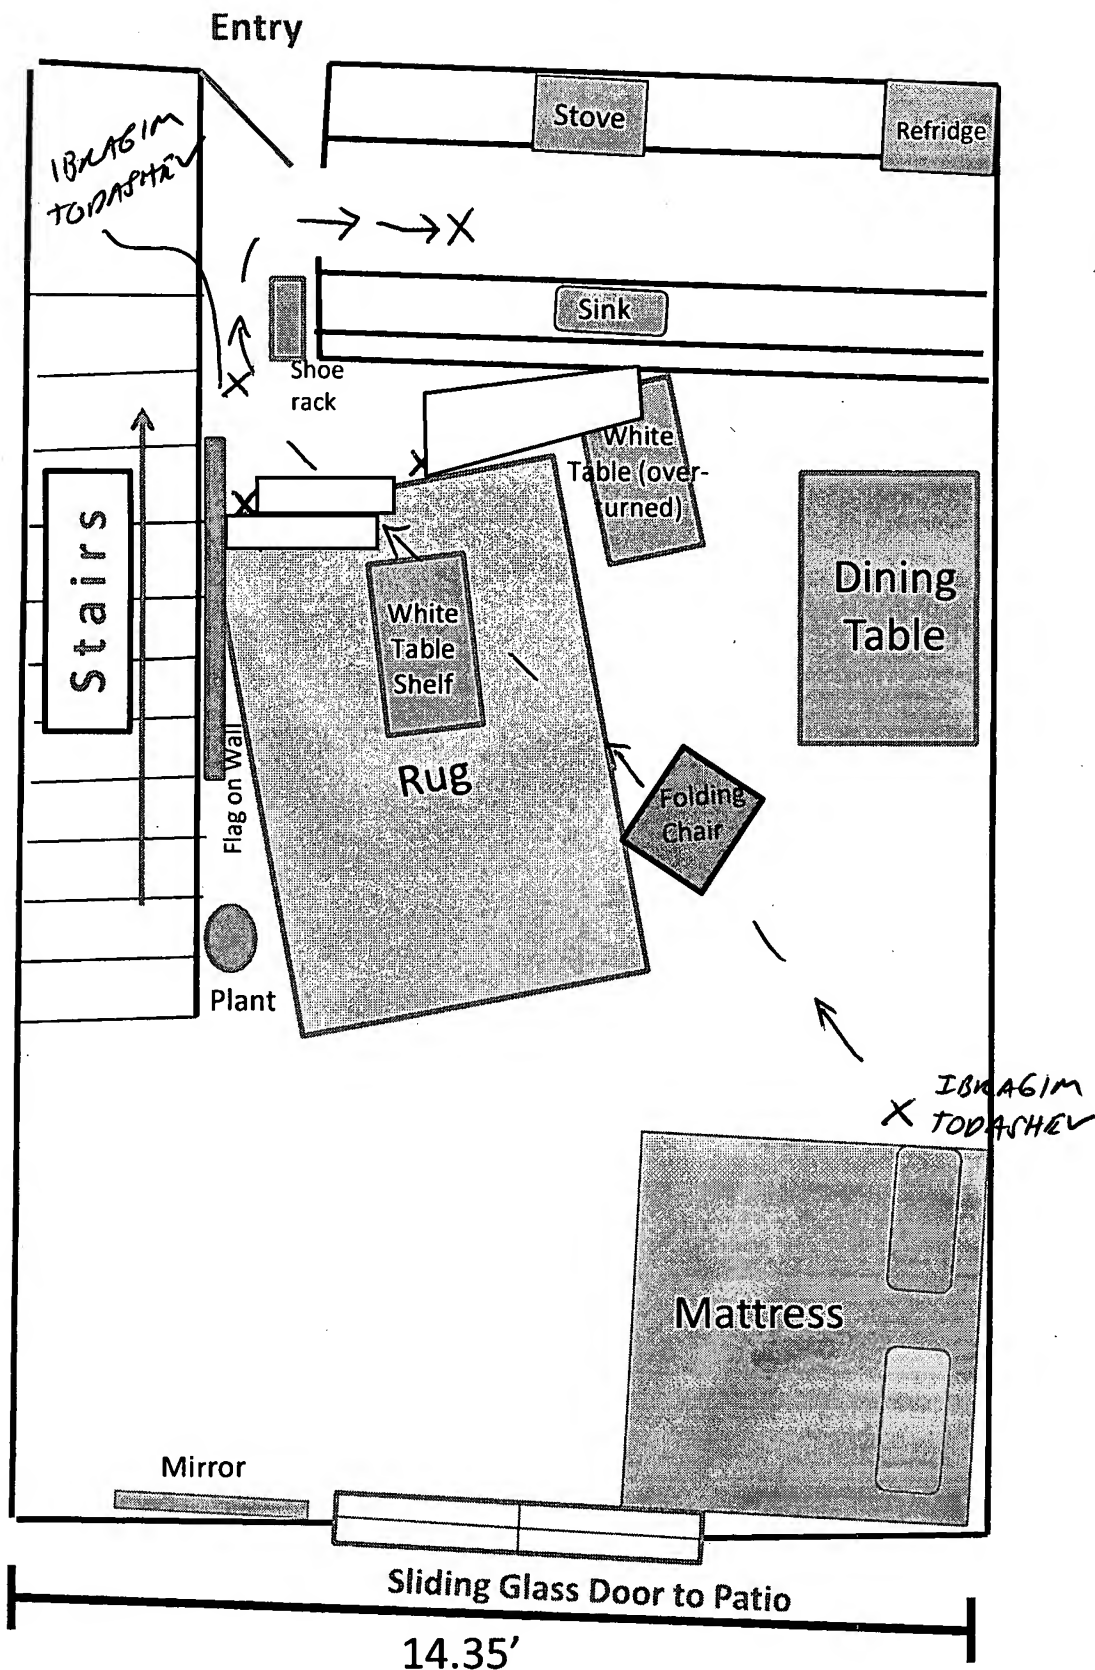 Entry
Stove
Refridge
IBRAGIM
TODASHEV
X
Sink
Shoe
rack
X
X
X
White
Table (over-
turned)
Stairs
Dining
Table
White
Table
Shelf
Flag on Wall
Rug
Folding
Chair
Plant
X
IBRAGIM
TODASHEV
Mattress
Mirror
Sliding Glass Door to Patio
14.35'